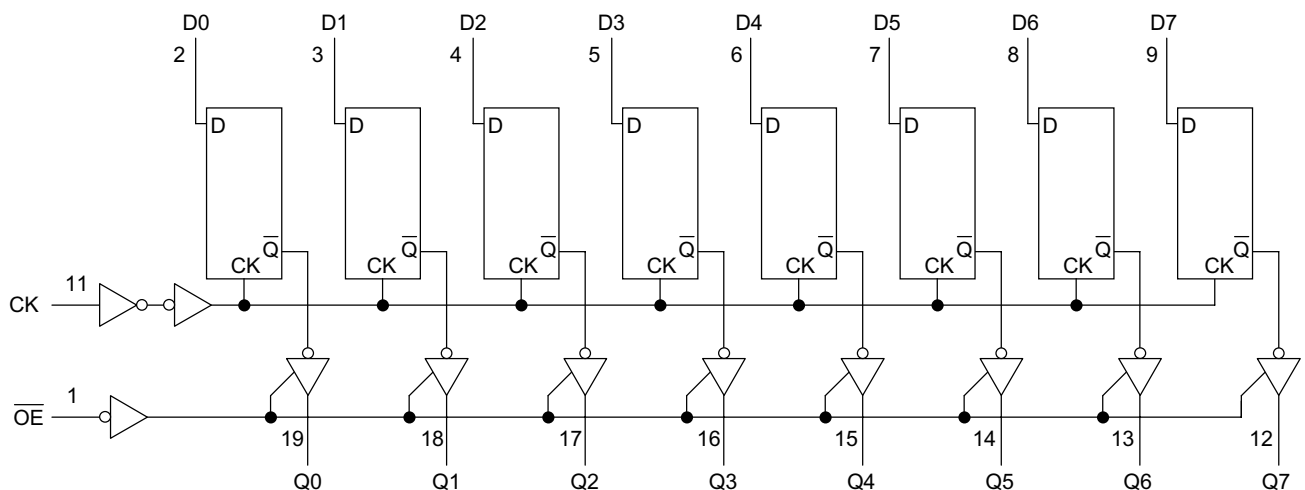 D0 D1 D2 D3 D4 D5 D6 D7
2 3 4 5 6 7 8 9
D D D D D D D D
Q̅ Q̅ Q̅ Q̅ Q̅ Q̅ Q̅ Q̅
CK CK CK CK CK CK CK CK
11
CK
1
O̅E̅
19 18 17 16 15 14 13 12
Q0 Q1 Q2 Q3 Q4 Q5 Q6 Q7